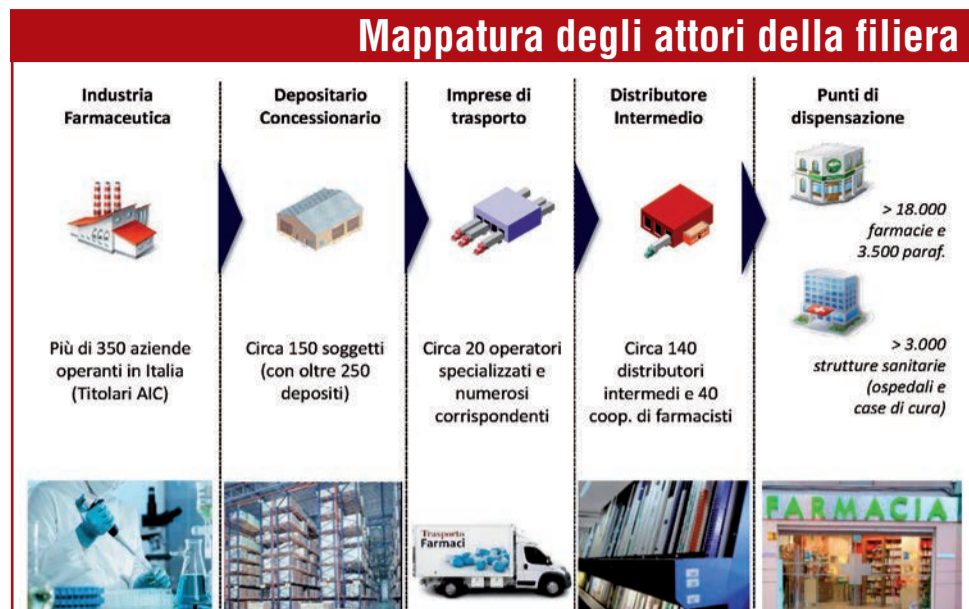 Mappatura degli attori della filiera
Industria
Farmaceutica
Depositario
Concessionario
Imprese di
trasporto
Distributore
Intermedio
Punti di
dispensazione
> 18.000
farmacie e
3.500 paraf.
> 3.000
strutture sanitarie
(ospedali e
case di cura)
Più di 350 aziende
operanti in Italia
(Titolari AIC)
Circa 150 soggetti
(con oltre 250
depositi)
Circa 20 operatori
specializzati e
numerosi
corrispondenti
Circa 140
distributori
intermedi e 40
coop. di farmacisti
Trasporto
Farmaci
FARMACIA